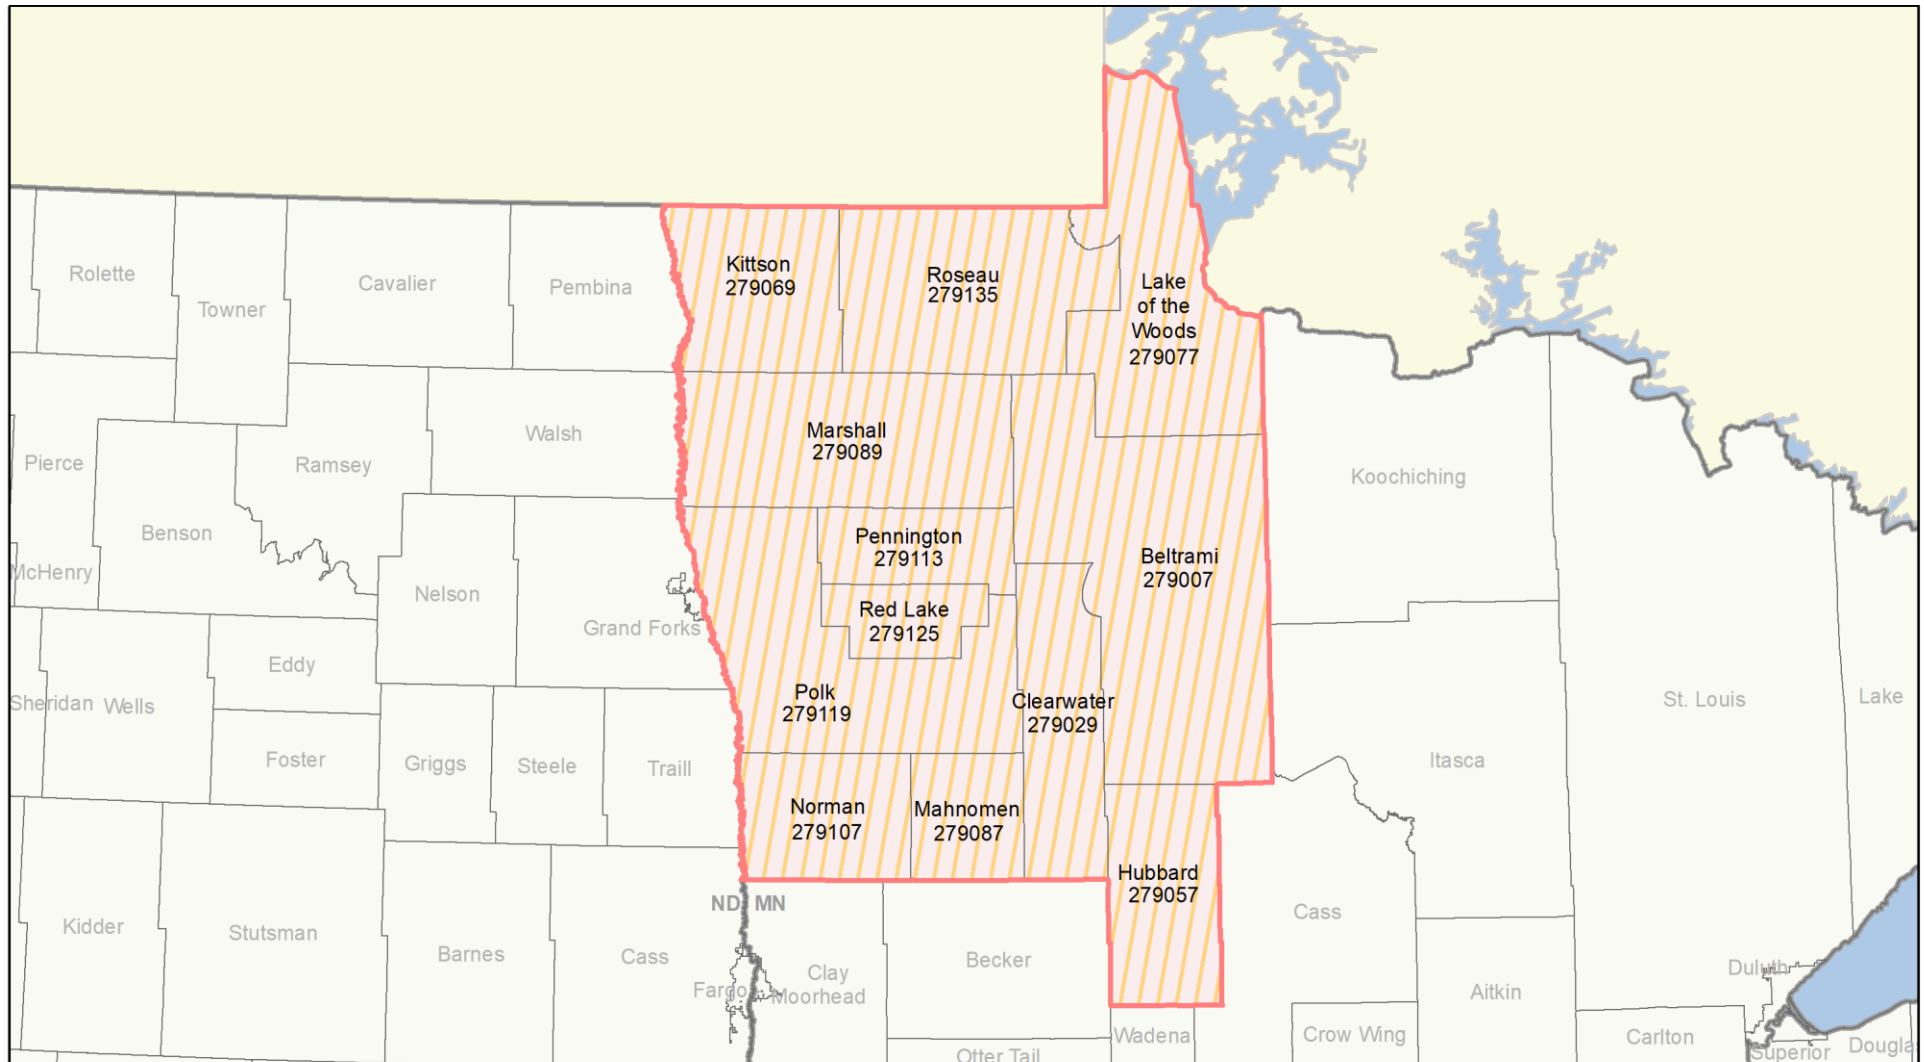 Rolette
Towner
Cavalier
Pembina
Kittson
279069
Roseau
279135
Lake
of the
Woods
279077
Pierce
Ramsey
Walsh
Marshall
279089
Koochiching
Benson
McHenry
Nelson
Grand Forks
Pennington
279113
Red Lake
279125
Beltrami
279007
Sheridan
Wells
Eddy
Foster
Griggs
Steele
Traill
Polk
279119
Clearwater
279029
St. Louis
Lake
Itasca
Norman
279107
Mahnomen
279087
Hubbard
279057
Kidder
Stutsman
Barnes
Cass
ND
MN
Fargo
Clay
Moorhead
Becker
Cass
Aitkin
Duluth
Wadena
Otter Tail
Crow Wing
Carlton
Superior
Dougla